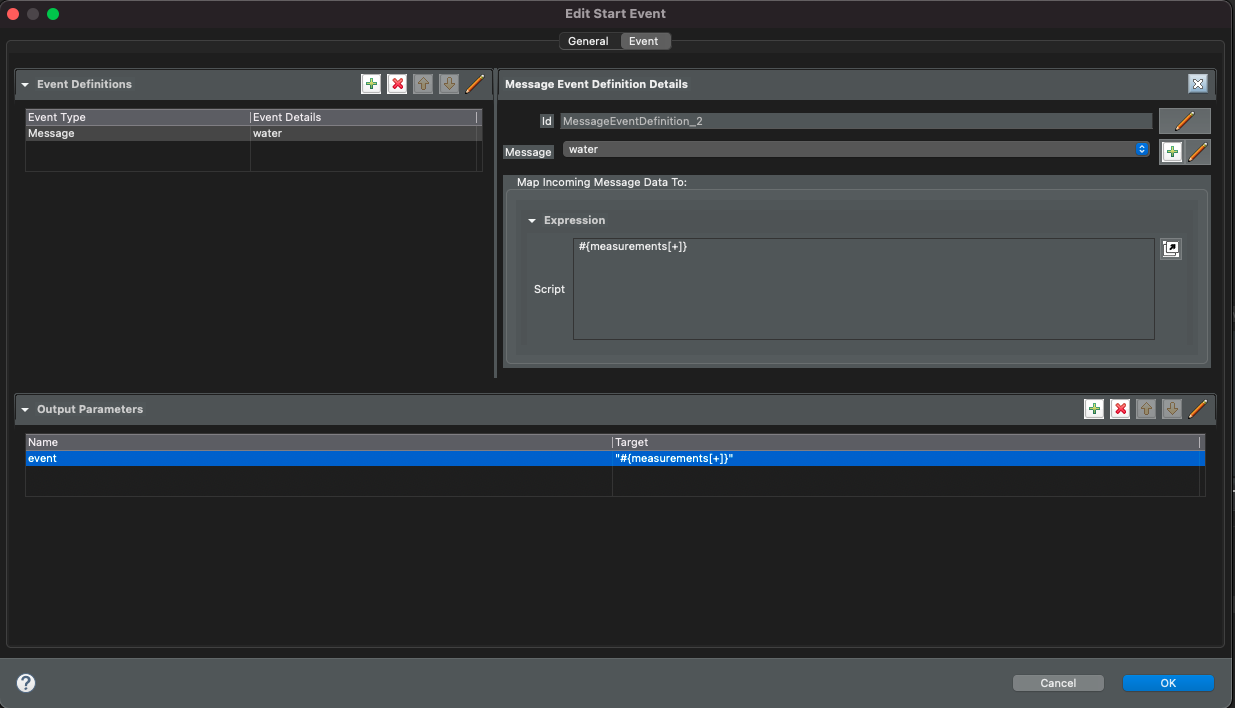 Edit Start Event
General Event
Event Definitions
Event Type Event Details
Message water
Message Event Definition Details
Id MessageEventDefinition_2
Message water
Map Incoming Message Data To:
Expression
Script #{measurements[+]}
Output Parameters
Name Target
event "#{measurements[+]}"
?
Cancel OK